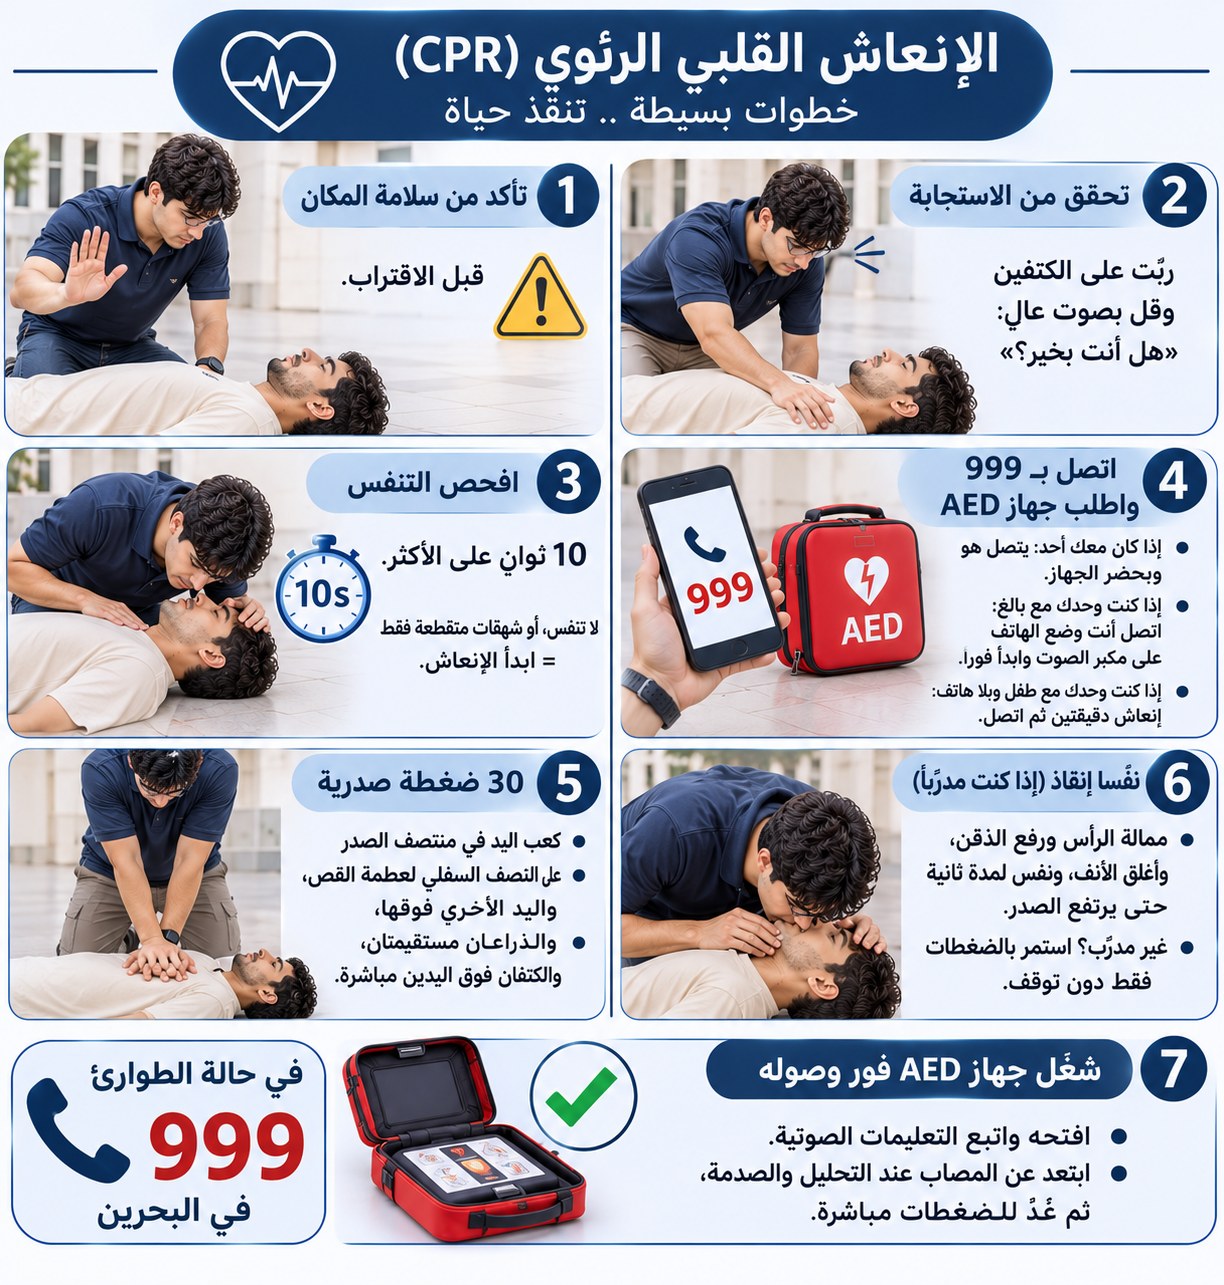 الإنعاش القلبي الرئوي (CPR)
خطوات بسيطة .. تنقذ حياة
1
تأكد من سلامة المكان
قبل الاقتراب.
2
تحقق من الاستجابة
ربَّت على الكتفين
وقل بصوت عالٍ:
«هل أنت بخير؟»
3
افحص التنفس
10s
10 ثوانٍ على الأكثر.
لا تنفس، أو شهقات متقطعة فقط
= ابدأ الإنعاش.
4
اتصل بـ 999
واطلب جهاز AED
999
AED
• إذا كان معك أحد: يتصل هو
ويحضر الجهاز.
• إذا كنت وحدك مع بالغ:
اتصل أنت وضع الهاتف
على مكبر الصوت وابدأ فوراً.
• إذا كنت وحدك مع طفل وبلا هاتف:
إنعاش دقيقتين ثم اتصل.
5
30 ضغطة صدرية
• كعب اليد في منتصف الصدر
• على النصف السفلي لعظمة القص،
واليد الأخري فوقها،
• والذراعان مستقيمتان،
والكتفان فوق اليدين مباشرة.
6
نفَسا إنقاذ (إذا كنت مدرَّبأ)
• ممالة الرأس ورفع الذقن،
وأغلق الأنف، ونفس لمدة ثانية
حتى يرتفع الصدر.
• غير مدرَّب؟ استمر بالضغطات
فقط دون توقف.
7
شغَل جهاز AED فور وصوله
• افتحه واتبع التعليمات الصوتية.
• ابتعد عن المصاب عند التحليل والصدمة،
ثم عُدْ للضغطات مباشرة.
في حالة الطوارئ
999
في البحرين